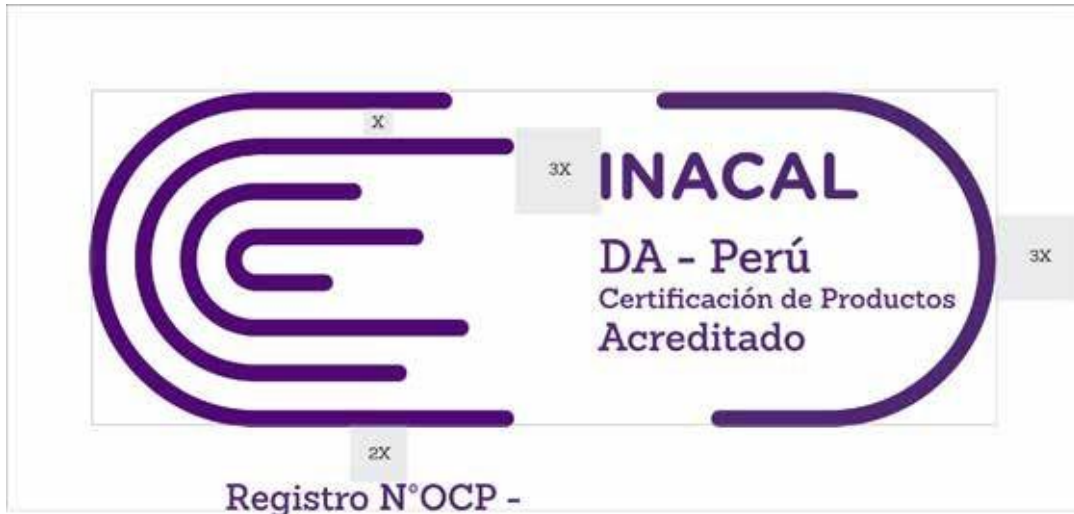 X
3X
INACAL
DA - Perú
3X
Certificación de Productos
Acreditado
2X
Registro N°OCP -